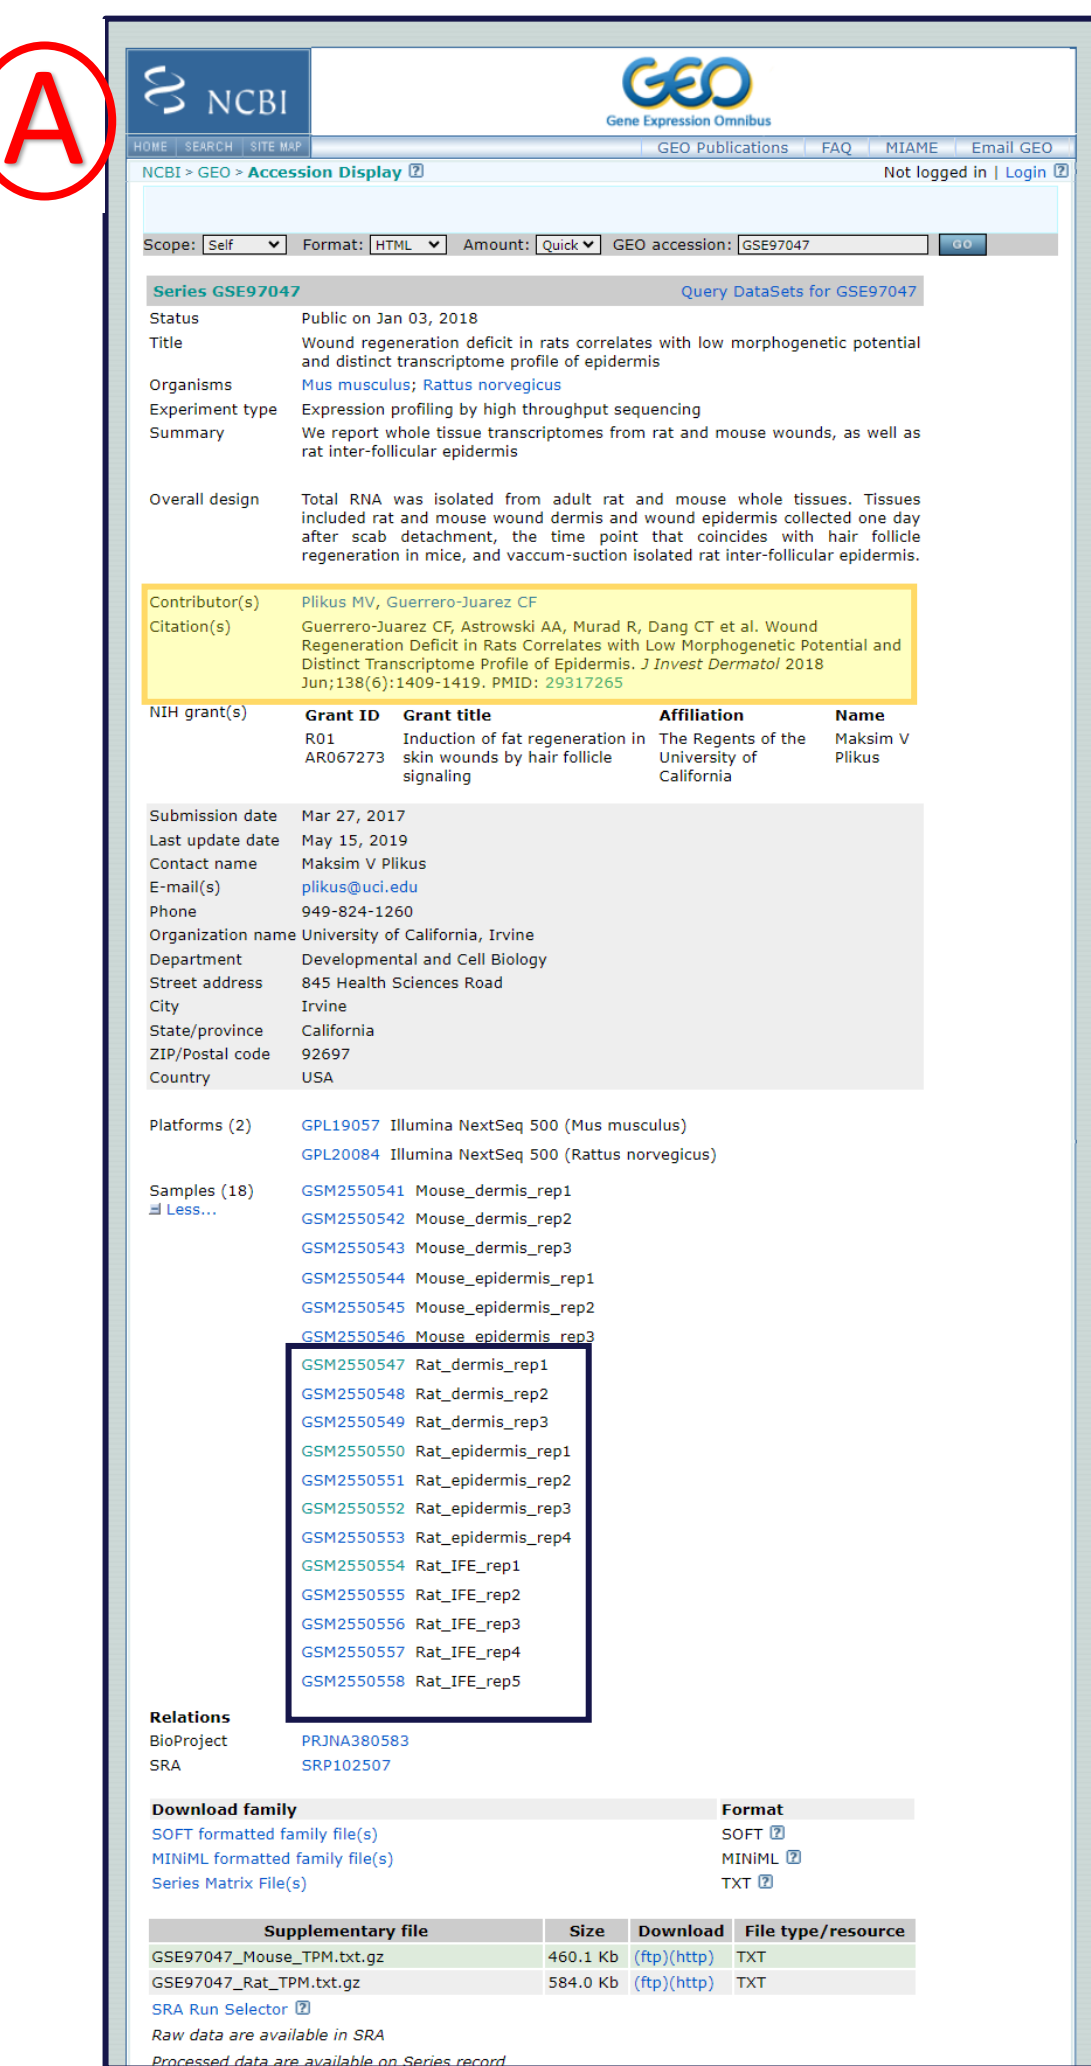 A
NCBI
GEO
Gene Expression Omnibus
HOME SEARCH SITE MAP GEO Publications FAQ MIAME Email GEO
NCBI > GEO > Accession Display ? Not logged in | Login ?
Scope: Self Format: HTML Amount: Quick GEO accession: GSE97047 GO
Series GSE97047 Query DataSets for GSE97047
Status Public on Jan 03, 2018
Title Wound regeneration deficit in rats correlates with low morphogenetic potential
and distinct transcriptome profile of epidermis
Organisms Mus musculus; Rattus norvegicus
Experiment type Expression profiling by high throughput sequencing
Summary We report whole tissue transcriptomes from rat and mouse wounds, as well as
rat inter-follicular epidermis
Overall design Total RNA was isolated from adult rat and mouse whole tissues. Tissues
included rat and mouse wound dermis and wound epidermis collected one day
after scab detachment, the time point that coincides with hair follicle
regeneration in mice, and vaccum-suction isolated rat inter-follicular epidermis.
Contributor(s) Plikus MV, Guerrero-Juarez CF
Citation(s) Guerrero-Juarez CF, Astrowski AA, Murad R, Dang CT et al. Wound
Regeneration Deficit in Rats Correlates with Low Morphogenetic Potential and
Distinct Transcriptome Profile of Epidermis. J Invest Dermatol 2018
Jun;138(6):1409-1419. PMID: 29317265
NIH grant(s) Grant ID Grant title Affiliation Name
R01 Induction of fat regeneration in The Regents of the Maksim V
AR067273 skin wounds by hair follicle University of Plikus
signaling California
Submission date Mar 27, 2017
Last update date May 15, 2019
Contact name Maksim V Plikus
E-mail(s) plikus@uci.edu
Phone 949-824-1260
Organization name University of California, Irvine
Department Developmental and Cell Biology
Street address 845 Health Sciences Road
City Irvine
State/province California
ZIP/Postal code 92697
Country USA
Platforms (2) GPL19057 Illumina NextSeq 500 (Mus musculus)
GPL20084 Illumina NextSeq 500 (Rattus norvegicus)
Samples (18) GSM2550541 Mouse_dermis_rep1
Less...
GSM2550542 Mouse_dermis_rep2
GSM2550543 Mouse_dermis_rep3
GSM2550544 Mouse_epidermis_rep1
GSM2550545 Mouse_epidermis_rep2
GSM2550546 Mouse_epidermis_rep3
GSM2550547 Rat_dermis_rep1
GSM2550548 Rat_dermis_rep2
GSM2550549 Rat_dermis_rep3
GSM2550550 Rat_epidermis_rep1
GSM2550551 Rat_epidermis_rep2
GSM2550552 Rat_epidermis_rep3
GSM2550553 Rat_epidermis_rep4
GSM2550554 Rat_IFE_rep1
GSM2550555 Rat_IFE_rep2
GSM2550556 Rat_IFE_rep3
GSM2550557 Rat_IFE_rep4
GSM2550558 Rat_IFE_rep5
Relations
BioProject PRJNA380583
SRA SRP102507
Download family Format
SOFT formatted family file(s) SOFT ?
MINiML formatted family file(s) MINiML ?
Series Matrix File(s) TXT ?
Supplementary file Size Download File type/resource
GSE97047_Mouse_TPM.txt.gz 460.1 Kb (ftp)(http) TXT
GSE97047_Rat_TPM.txt.gz 584.0 Kb (ftp)(http) TXT
SRA Run Selector ?
Raw data are available in SRA
Processed data are available on Series record